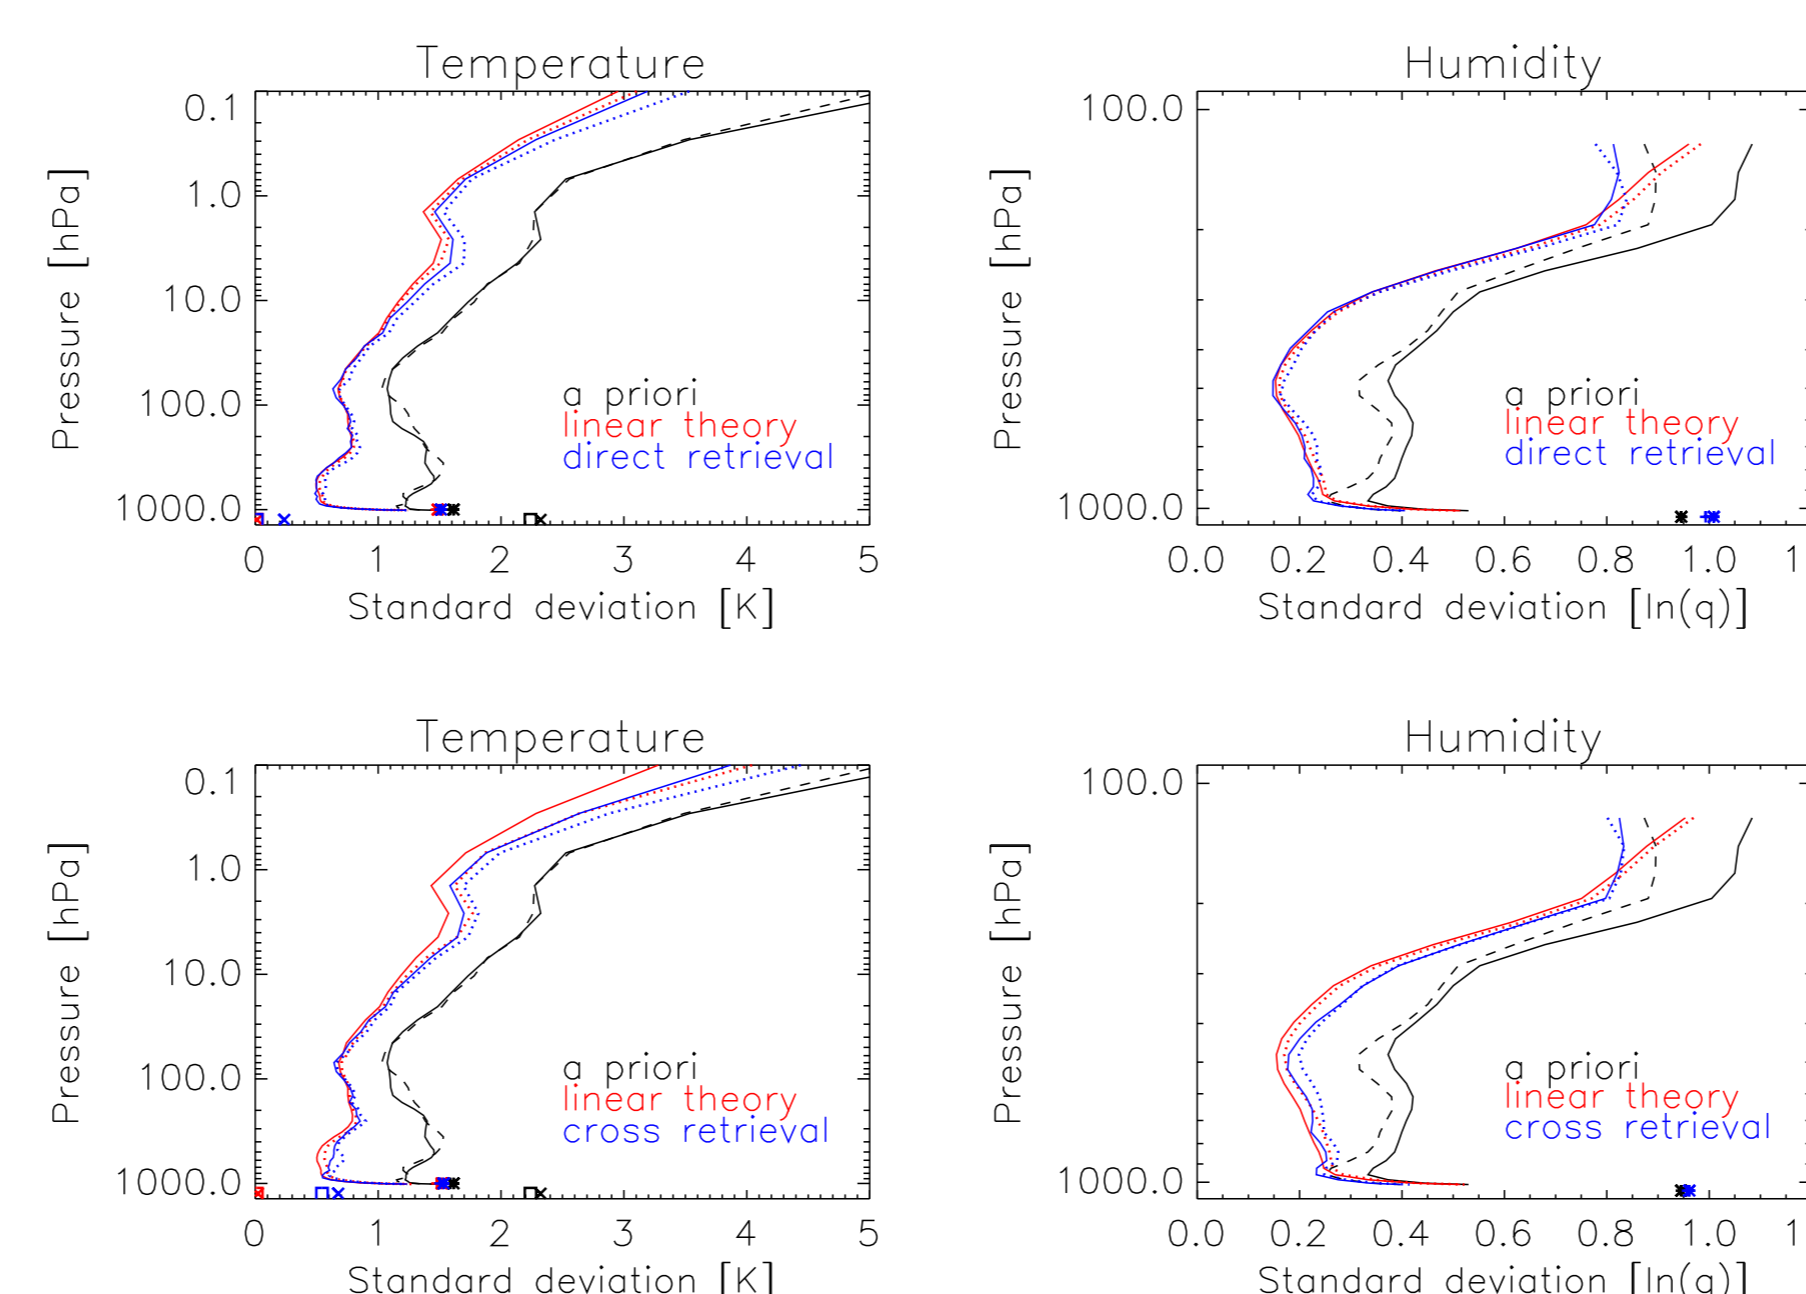 Temperature
Pressure [hPa]
0.1
1.0
10.0
100.0
1000.0
a priori
linear theory
direct retrieval
0 1 2 3 4 5
Standard deviation [K]
Humidity
Pressure [hPa]
100.0
1000.0
a priori
linear theory
direct retrieval
0.0 0.2 0.4 0.6 0.8 1.0 1
Standard deviation [ln(q)]
Temperature
Pressure [hPa]
0.1
1.0
10.0
100.0
1000.0
a priori
linear theory
cross retrieval
0 1 2 3 4 5
Standard deviation [K]
Humidity
Pressure [hPa]
100.0
1000.0
a priori
linear theory
cross retrieval
0.0 0.2 0.4 0.6 0.8 1.0 1
Standard deviation [ln(q)]